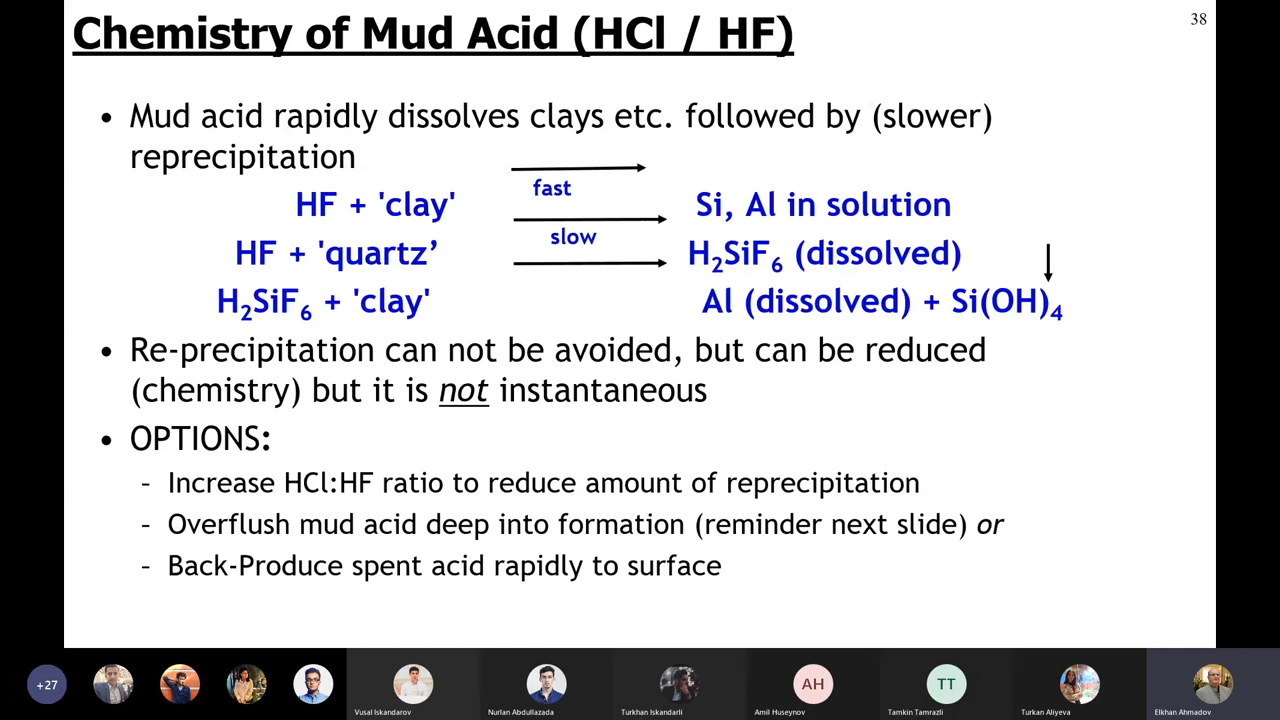 38
Chemistry of Mud Acid (HCl / HF)
• Mud acid rapidly dissolves clays etc. followed by (slower)
reprecipitation
fast
HF + 'clay' Si, Al in solution
slow
HF + 'quartz’ H₂SiF₆ (dissolved)
H₂SiF₆ + 'clay' Al (dissolved) + Si(OH)₄
• Re-precipitation can not be avoided, but can be reduced
(chemistry) but it is not instantaneous
• OPTIONS:
- Increase HCl:HF ratio to reduce amount of reprecipitation
- Overflush mud acid deep into formation (reminder next slide) or
- Back-Produce spent acid rapidly to surface
+27
AH
TT
Vusal Iskandarov
Nurlan Abdullazada
Turkhan Iskandarli
Amil Huseynov
Tamkin Tamrazli
Turkan Aliyeva
Elkhan Ahmadov